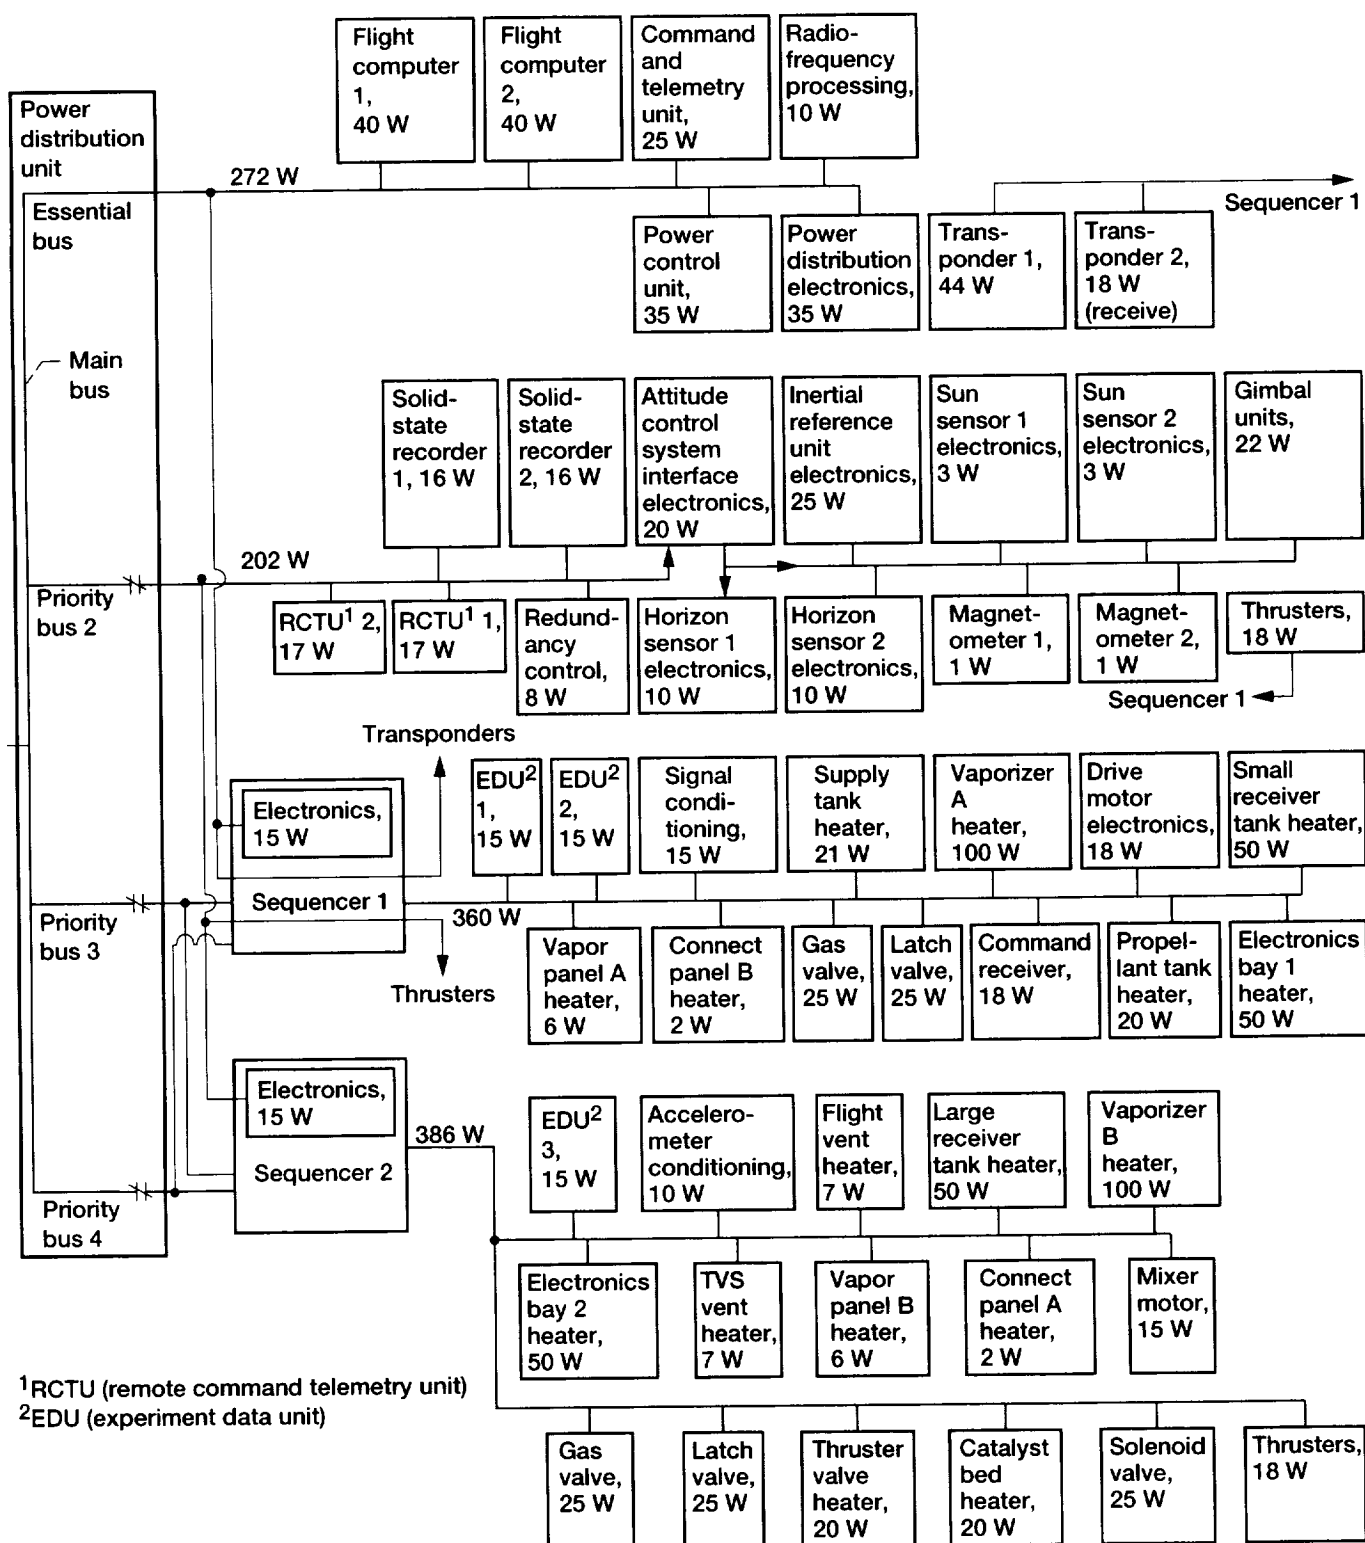 Flight
computer
1,
40 W
Flight
computer
2,
40 W
Command
and
telemetry
unit,
25 W
Radio-
frequency
processing,
10 W
Power
distribution
unit
272 W
Essential
bus
Sequencer 1
Power
control
unit,
35 W
Power
distribution
electronics,
35 W
Trans-
ponder 1,
44 W
Trans-
ponder 2,
18 W
(receive)
Main
bus
Solid-
state
recorder
1, 16 W
Solid-
state
recorder
2, 16 W
Attitude
control
system
interface
electronics,
20 W
Inertial
reference
unit
electronics,
25 W
Sun
sensor 1
electronics,
3 W
Sun
sensor 2
electronics,
3 W
Gimbal
units,
22 W
202 W
Priority
bus 2
RCTU1 2,
17 W
RCTU1 1,
17 W
Redund-
ancy
control,
8 W
Horizon
sensor 1
electronics,
10 W
Horizon
sensor 2
electronics,
10 W
Magnet-
ometer 1,
1 W
Magnet-
ometer 2,
1 W
Thrusters,
18 W
Sequencer 1
Transponders
Electronics,
15 W
Sequencer 1
EDU2
1,
15 W
EDU2
2,
15 W
Signal
condi-
tioning,
15 W
Supply
tank
heater,
21 W
Vaporizer
A
heater,
100 W
Drive
motor
electronics,
18 W
Small
receiver
tank heater,
50 W
360 W
Priority
bus 3
Thrusters
Vapor
panel A
heater,
6 W
Connect
panel B
heater,
2 W
Gas
valve,
25 W
Latch
valve,
25 W
Command
receiver,
18 W
Propel-
lant tank
heater,
20 W
Electronics
bay 1
heater,
50 W
Electronics,
15 W
Sequencer 2
386 W
EDU2
3,
15 W
Accelero-
meter
conditioning,
10 W
Flight
vent
heater,
7 W
Large
receiver
tank heater,
50 W
Vaporizer
B
heater,
100 W
Priority
bus 4
Electronics
bay 2
heater,
50 W
TVS
vent
heater,
7 W
Vapor
panel B
heater,
6 W
Connect
panel A
heater,
2 W
Mixer
motor,
15 W
1RCTU (remote command telemetry unit)
2EDU (experiment data unit)
Gas
valve,
25 W
Latch
valve,
25 W
Thruster
valve
heater,
20 W
Catalyst
bed
heater,
20 W
Solenoid
valve,
25 W
Thrusters,
18 W